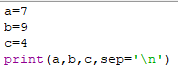 a=7
b=9
c=4
print(a,b,c,sep='\n')